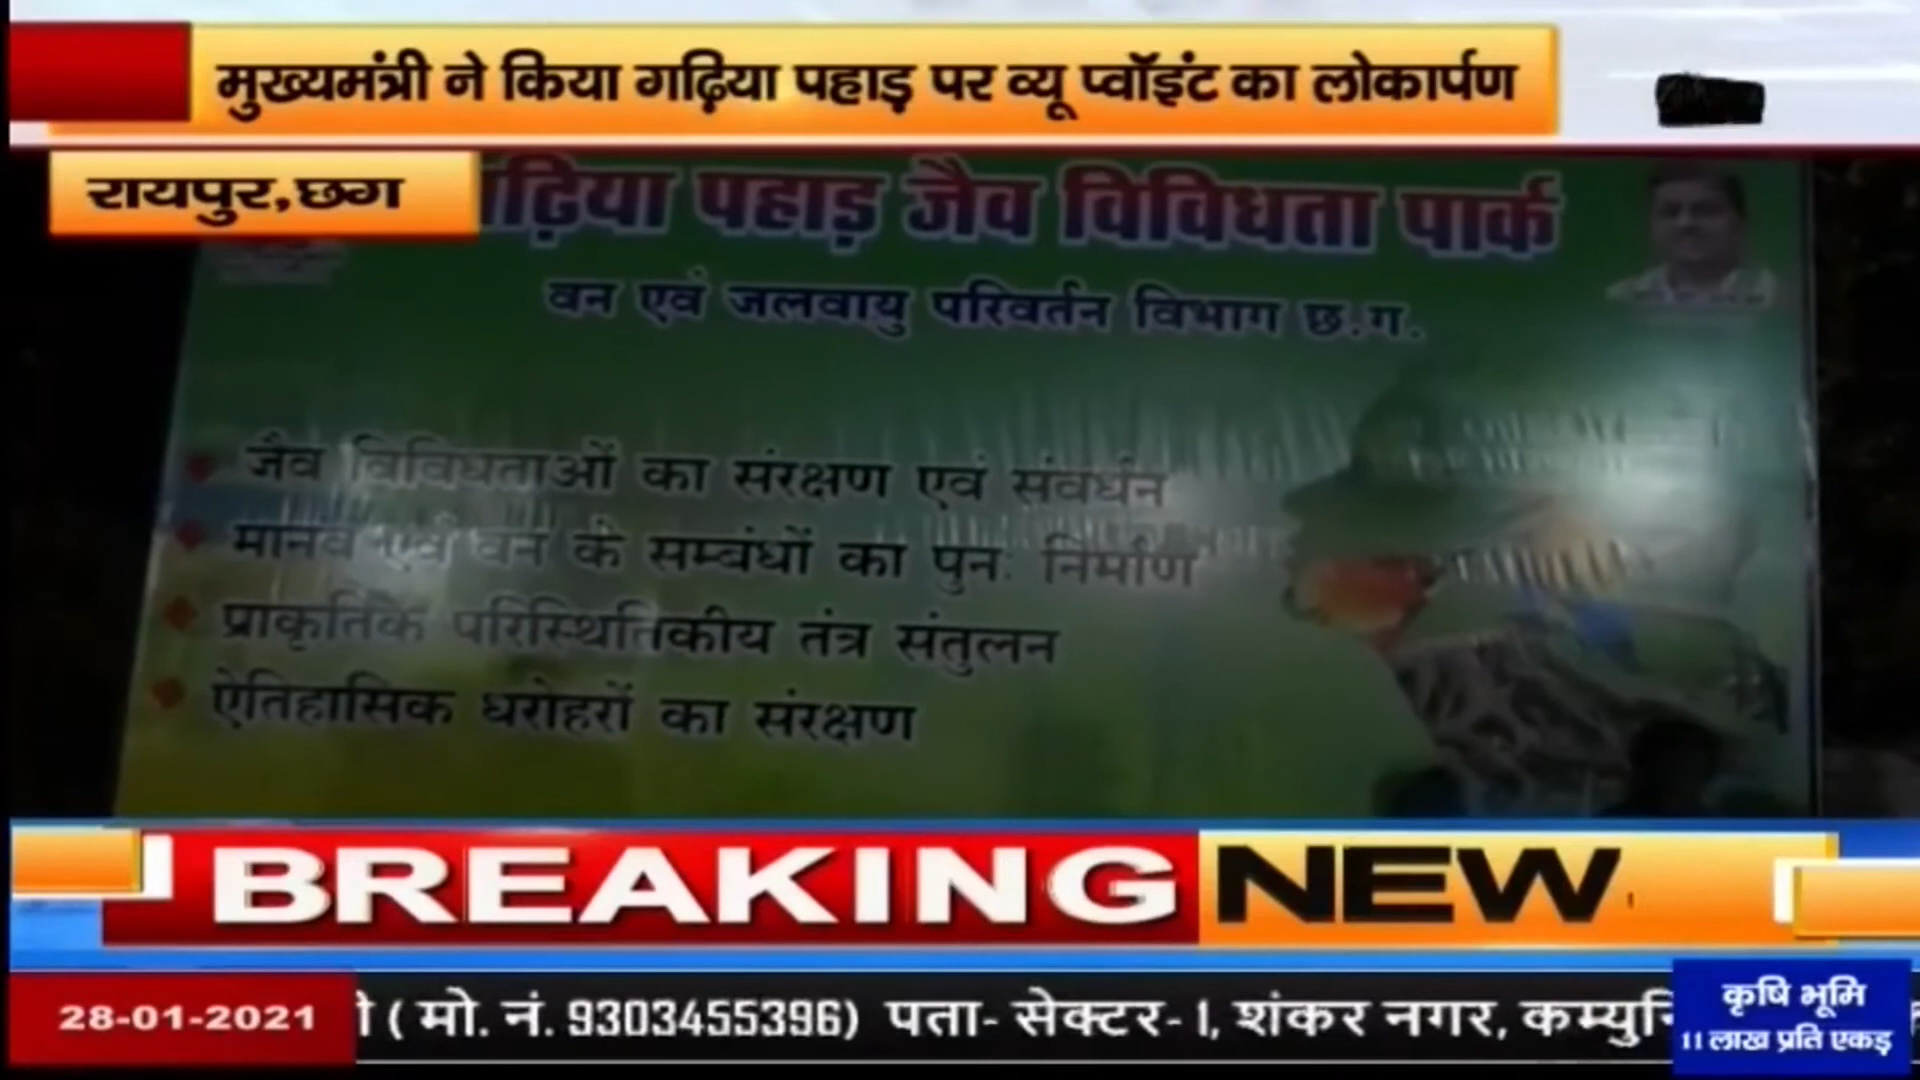 मुख्यमंत्री ने किया गढ़िया पहाड़ पर व्यू प्वॉइंट का लोकार्पण
रायपुर,छग
गढ़िया पहाड़ जैव विविधता पार्क
वन एवं जलवायु परिवर्तन विभाग छ.ग.
जैव विविधताओं का संरक्षण एवं संवर्धन
मानव एवं वन के सम्बंधों का पुनः निर्माण
प्राकृतिक परिस्थितिकीय तंत्र संतुलन
ऐतिहासिक धरोहरों का संरक्षण
BREAKING NEW
28-01-2021
( मो. नं. 9303455396) पता- सेक्टर- 1, शंकर नगर,
कृषि भूमि
11 लाख प्रति एकड़